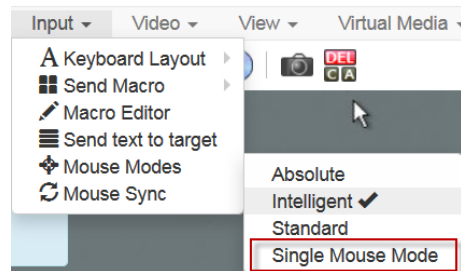 Input Video View Virtual Media
DEL
C A
A Keyboard Layout
Send Macro
Macro Editor
Send text to target
Mouse Modes
Mouse Sync
Absolute
Intelligent
Standard
Single Mouse Mode